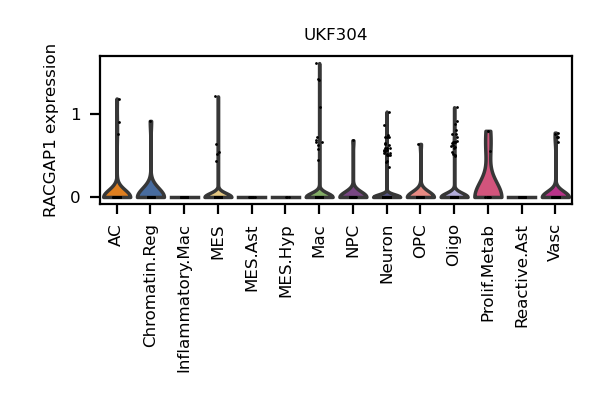 UKF304
RACGAP1 expression
1
0
AC
Chromatin.Reg
Inflammatory.Mac
MES
MES.Ast
MES.Hyp
Mac
NPC
Neuron
OPC
Oligo
Prolif.Metab
Reactive.Ast
Vasc